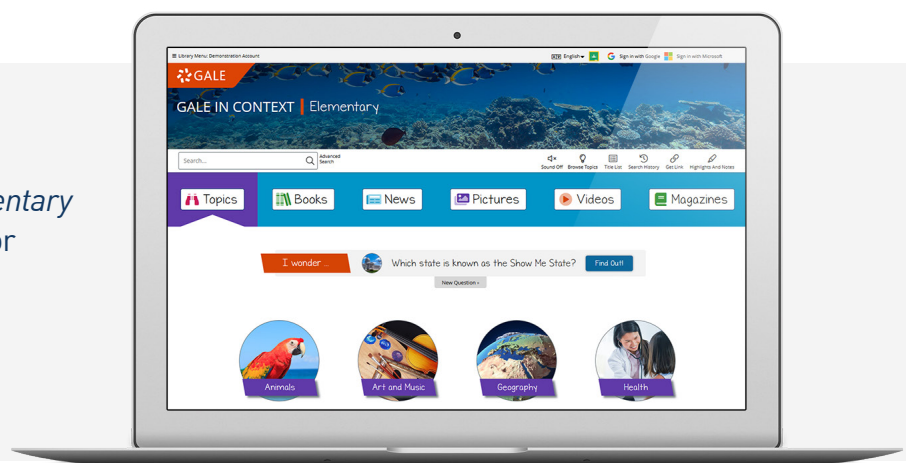 entary
or
Library Menu: Demonstration Account
English
Sign in with Google
Sign in with Microsoft
GALE
GALE IN CONTEXT | Elementary
Search...
Advanced
Search
Sound Off
Browse Topics
Title List
Search History
Get Link
Highlights And Notes
Topics
Books
News
Pictures
Videos
Magazines
I wonder ...
Which state is known as the Show Me State?
Find Out!
New Question ›
Animals
Art and Music
Geography
Health